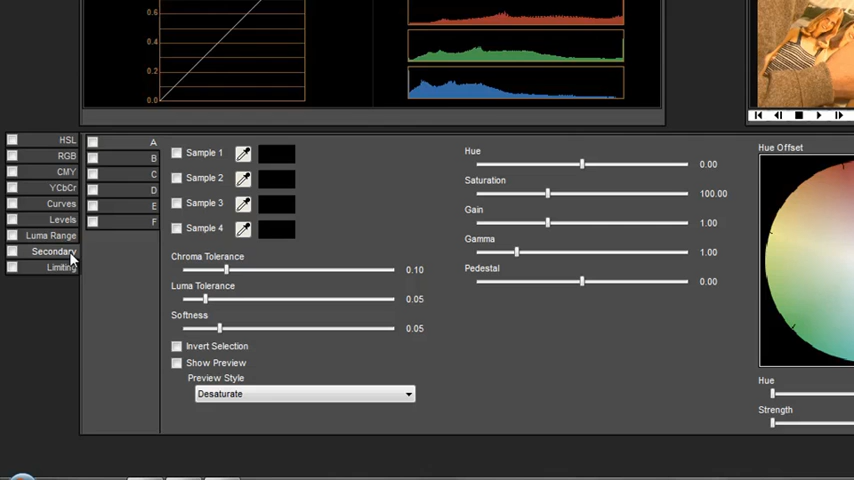 0.6
0.4
0.2
0.0
HSL
RGB
CMY
YCbCr
Curves
Levels
Luma Range
Secondary
Limiting
A
B
C
D
E
F
Sample 1
Sample 2
Sample 3
Sample 4
Chroma Tolerance
0.10
Luma Tolerance
0.05
Softness
0.05
Invert Selection
Show Preview
Preview Style
Desaturate
Hue
0.00
Saturation
100.00
Gain
1.00
Gamma
1.00
Pedestal
0.00
Hue Offset
Hue
Strength